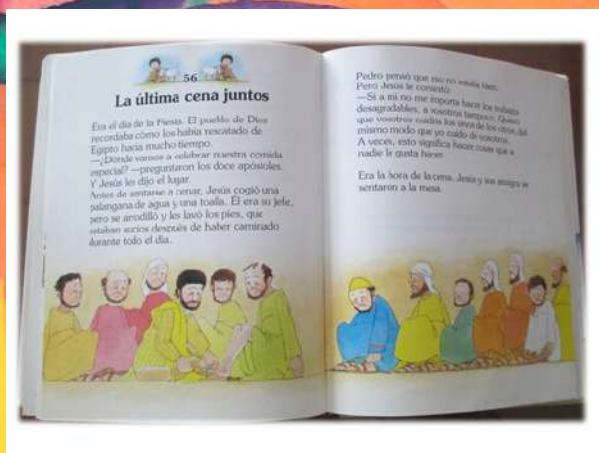 56
La última cena juntos
Era el día de la Fiesta. El pueblo de Dios
recordaba cómo los había rescatado de
Egipto hacía mucho tiempo.
—¿Dónde vamos a celebrar nuestra comida
especial? —preguntaron los doce apóstoles.
Y Jesús les dijo el lugar.
Antes de sentarse a cenar, Jesús cogió una
palangana de agua y una toalla. Él era su jefe,
pero se arrodilló y les lavó los pies, que
estaban sucios después de haber caminado
durante todo el día.
Pedro pensó que eso no estaba bien.
Pero Jesús le contestó:
—Si a mí no me importa hacer los trabajos
desagradables, a vosotros tampoco. Quiero
que vosotros cuidéis los unos de los otros, del
mismo modo que yo cuido de vosotros.
A veces, esto significa hacer cosas que a
nadie le gusta hacer.
Era la hora de la cena. Jesús y sus amigos se
sentaron a la mesa.